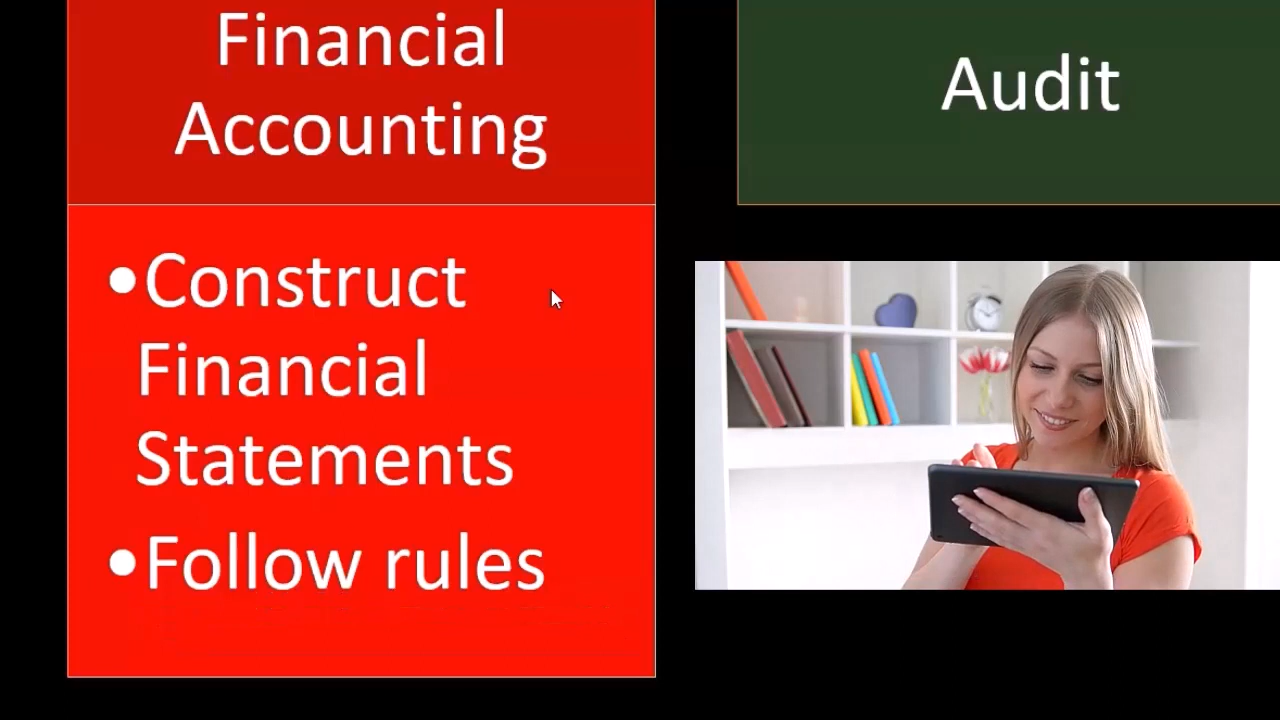 Financial
Accounting
Audit
•Construct
Financial
Statements
•Follow rules